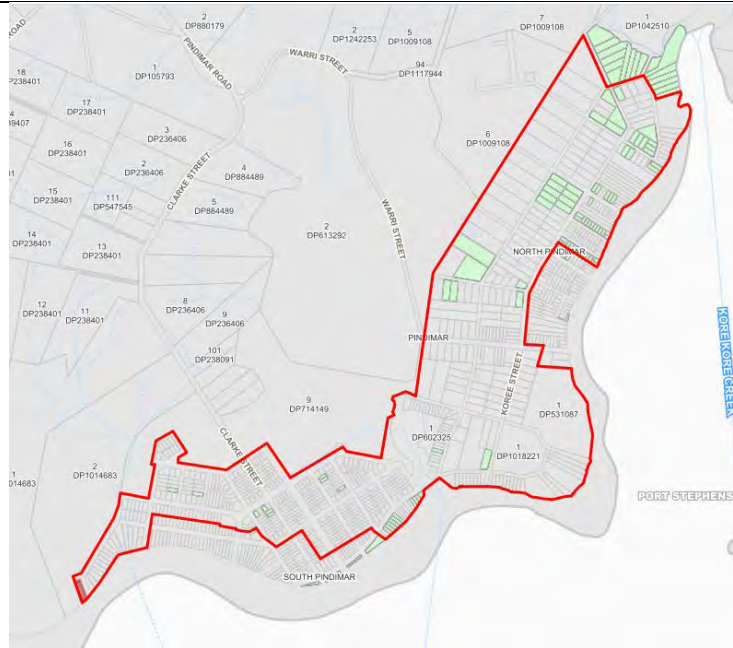 2
DP880179
ROAD
PINDIMAR ROAD
1
DP105793
WARRI STREET
2
DP1242253
5
DP1009108
94
DP1117944
7
DP1009108
1
DP1042510
18
DP238401
17
DP238401
16
DP238401
3
DP236406
2
DP236406
4
DP884489
6
DP1009108
15
DP238401
111
DP547545
5
DP884489
CLARKE STREET
14
DP238401
13
DP238401
2
DP613292
WARRI STREET
NORTH PINDIMAR
12
DP238401
11
DP238401
8
DP236406
9
DP236406
101
DP238091
PINDIMAR
KORE KORE CREEK
9
DP714149
KOREE STREET
1
DP531087
CLARKE STREET
1
DP602325
1
DP1018221
2
DP1014683
1
014683
PORT STEPHENS
SOUTH PINDIMAR